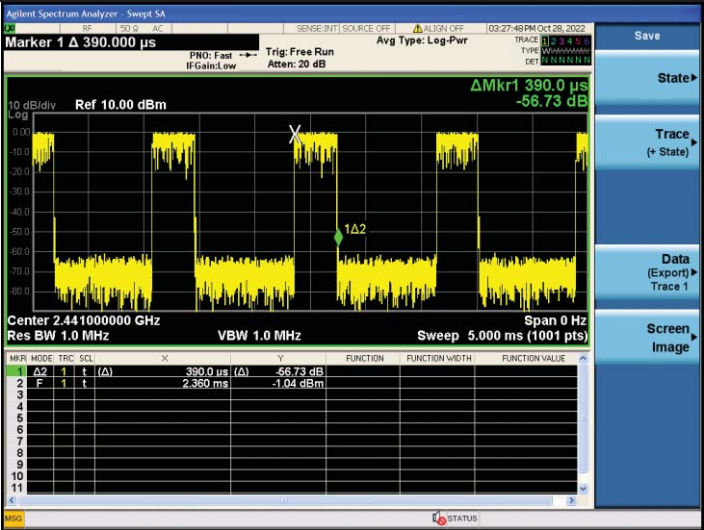 Agilent Spectrum Analyzer - Swept SA
RF 50 Ω AC SENSE:INT SOURCE OFF ALIGN OFF 03:27:48 PM Oct 28, 2022
Marker 1 Δ 390.000 µs
PNO: Fast
IFGain:Low
Trig: Free Run
Atten: 20 dB
Avg Type: Log-Pwr
TRACE 1 2 3 4 5 6
TYPE
DET N N N N N N
ΔMkr1 390.0 µs
-56.73 dB
10 dB/div Ref 10.00 dBm
Log
0.00
-10.0
-20.0
-30.0
-40.0
-50.0
-60.0
-70.0
-80.0
X
1Δ2
Center 2.441000000 GHz Span 0 Hz
Res BW 1.0 MHz VBW 1.0 MHz Sweep 5.000 ms (1001 pts)
MKR MODE TRC SCL X Y FUNCTION FUNCTION WIDTH FUNCTION VALUE
1 Δ2 1 t (Δ) 390.0 µs (Δ) -56.73 dB
2 F 1 t 2.360 ms -1.04 dBm
3
4
5
6
7
8
9
10
11
MSG STATUS
Save
State
Trace
(+ State)
Data
(Export)
Trace 1
Screen
Image